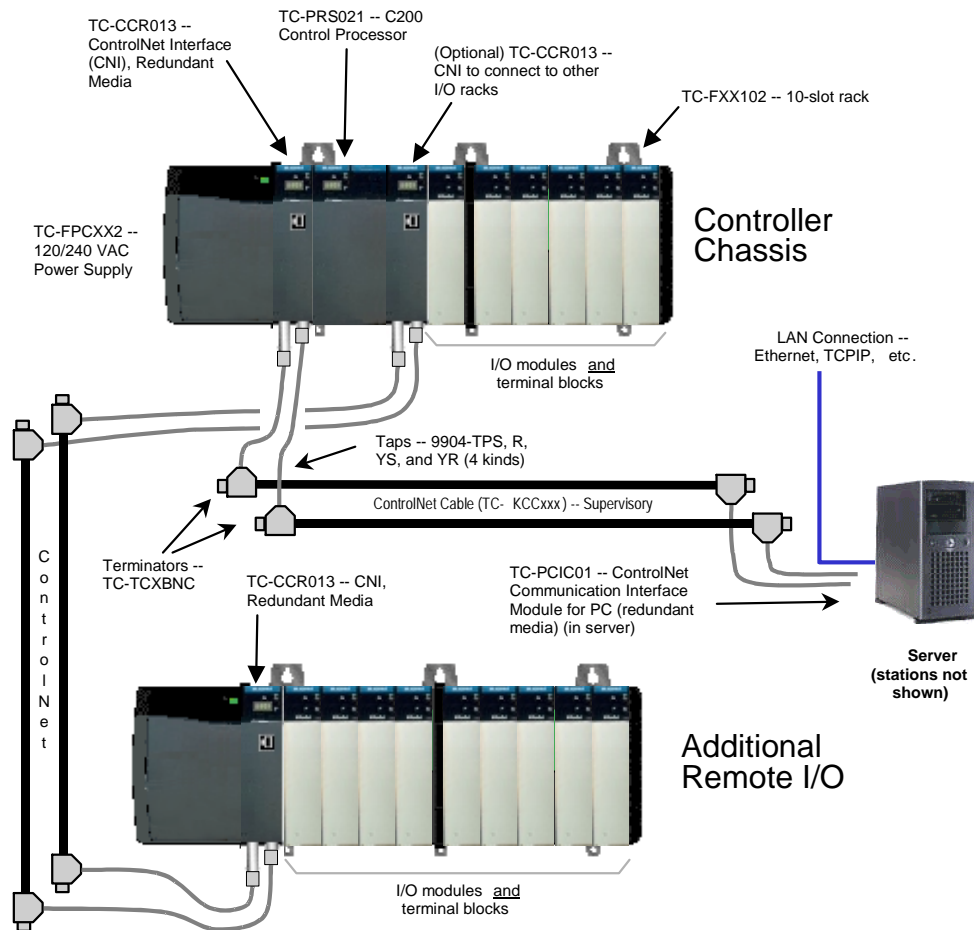 TC-CCR013 --
ControlNet Interface
(CNI), Redundant
Media
TC-PRS021 -- C200
Control Processor
(Optional) TC-CCR013 --
CNI to connect to other
I/O racks
TC-FXX102 -- 10-slot rack
TC-FPCXX2 --
120/240 VAC
Power Supply
Controller
Chassis
I/O modules and
terminal blocks
LAN Connection --
Ethernet, TCPIP, etc.
Taps -- 9904-TPS, R,
YS, and YR (4 kinds)
ControlNet Cable (TC- KCCxxx) -- Supervisory
Terminators --
TC-TCXBNC
ControlNet
TC-CCR013 -- CNI,
Redundant Media
TC-PCIC01 -- ControlNet
Communication Interface
Module for PC (redundant
media) (in server)
Server
(stations not
shown)
Additional
Remote I/O
I/O modules and
terminal blocks